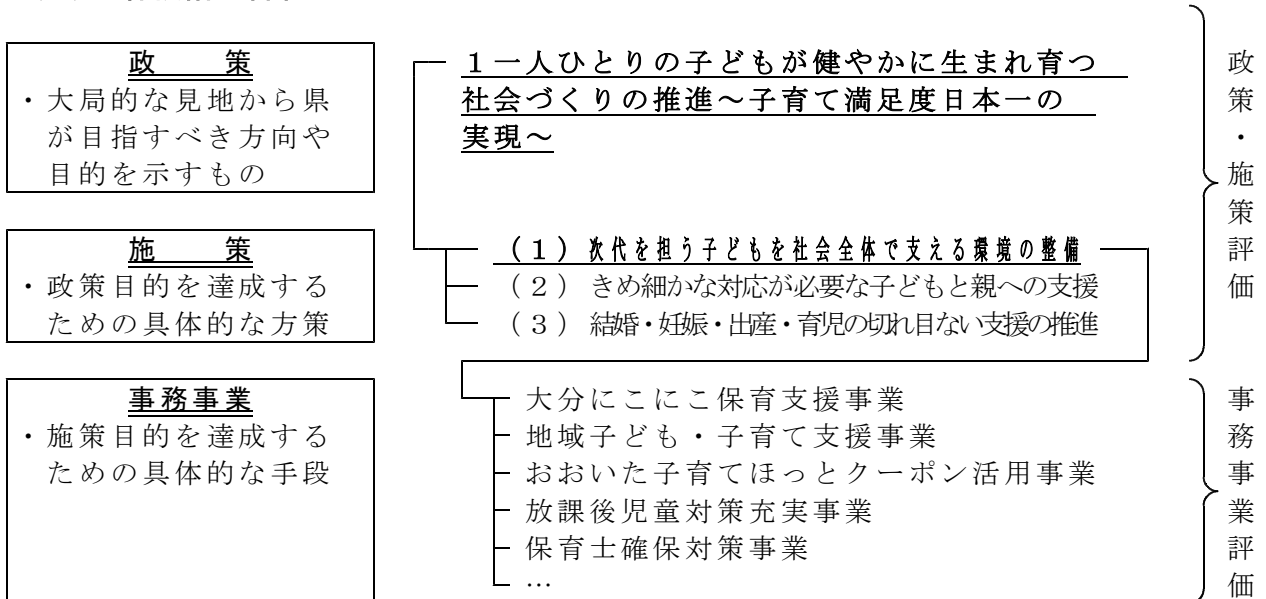 政　　策
・大局的な見地から県
が目指すべき方向や
目的を示すもの
１一人ひとりの子どもが健やかに生まれ育つ
社会づくりの推進～子育て満足度日本一の
実現～
施　　策
・政策目的を達成する
ための具体的な方策
（１）次代を担う子どもを社会全体で支える環境の整備
（２）きめ細かな対応が必要な子どもと親への支援
（３）結婚・妊娠・出産・育児の切れ目ない支援の推進
政策・施策評価
事務事業
・施策目的を達成する
ための具体的な手段
大分にこにこ保育支援事業
地域子ども・子育て支援事業
おおいた子育てほっとクーポン活用事業
放課後児童対策充実事業
保育士確保対策事業
…
事務事業評価